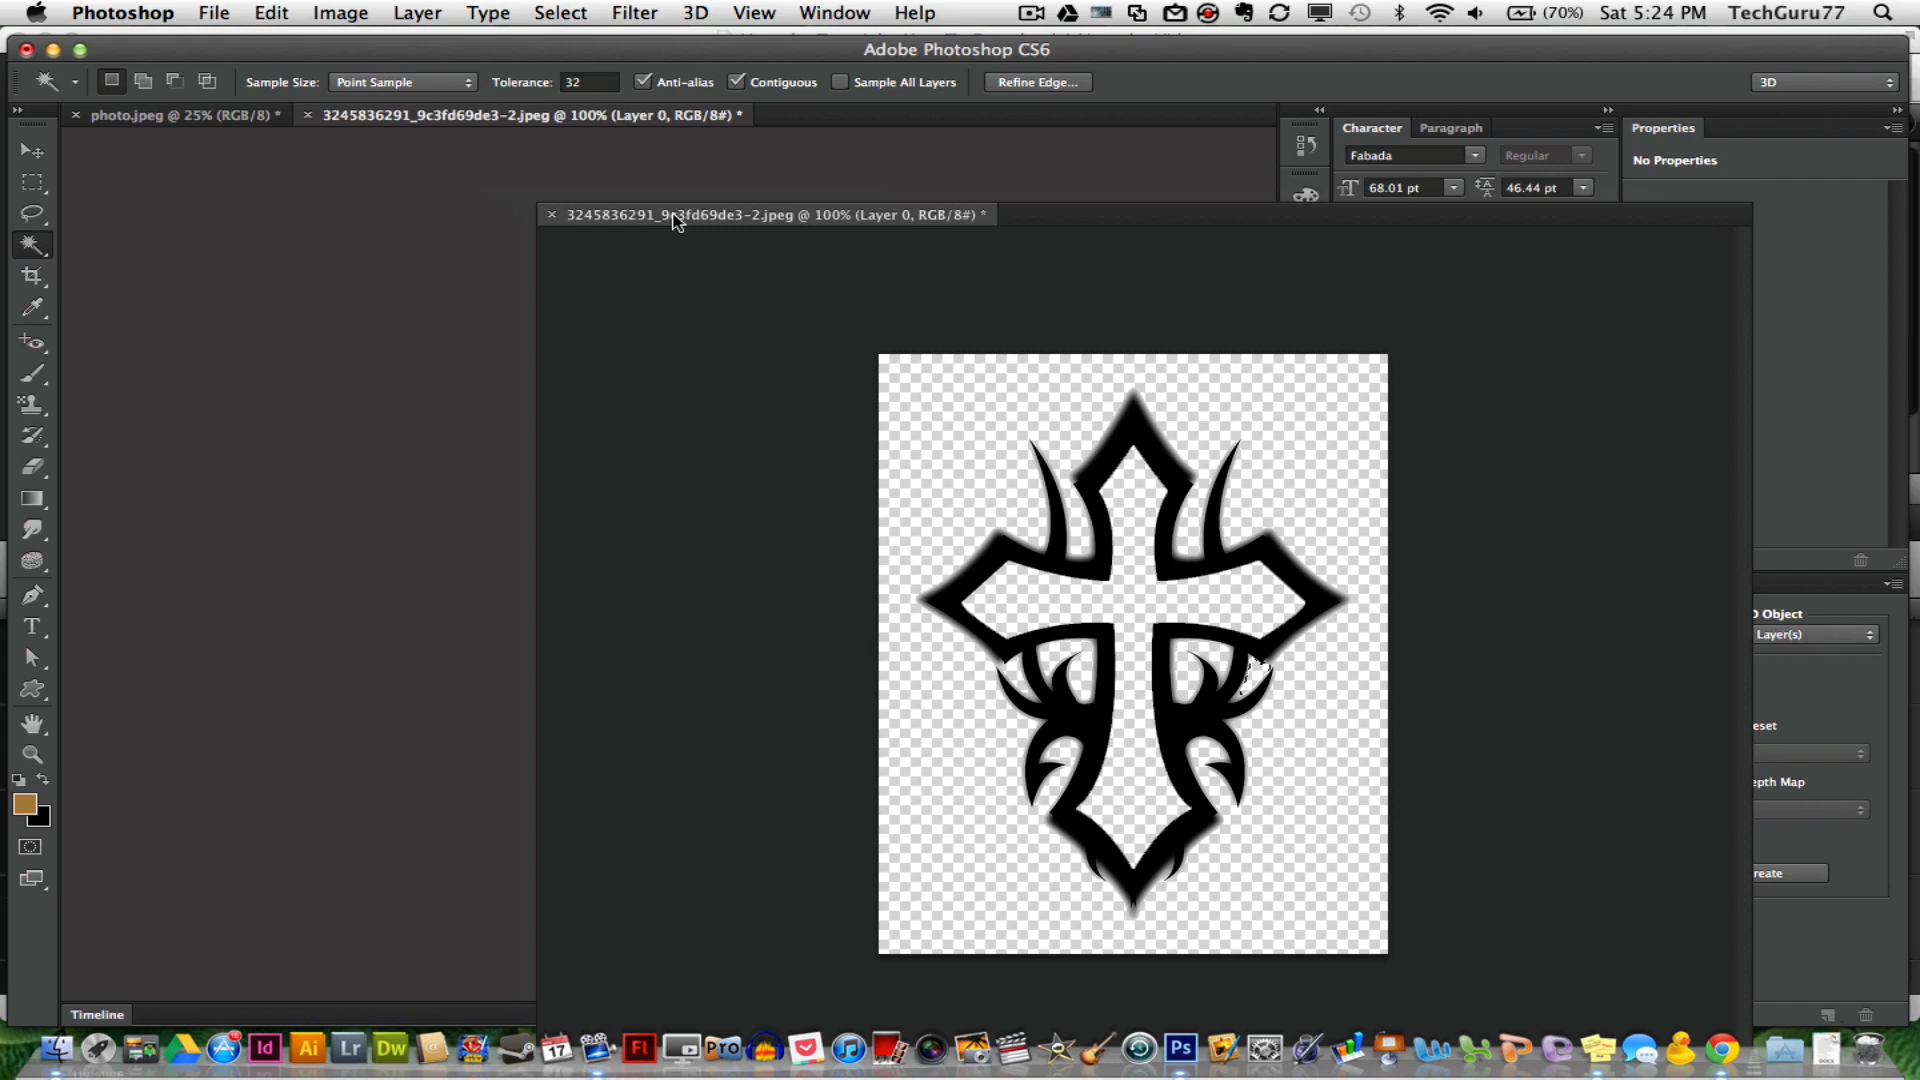 Photoshop File Edit Image Layer Type Select Filter 3D View Window Help (70%) Sat 5:24 PM TechGuru77
Adobe Photoshop CS6
Sample Size: Point Sample Tolerance: 32 Anti-alias Contiguous Sample All Layers Refine Edge... 3D
photo.jpeg @ 25% (RGB/8) * 3245836291_9c3fd69de3-2.jpeg @ 100% (Layer 0, RGB/8#) *
Character Paragraph Properties
Fabada Regular No Properties
68.01 pt 46.44 pt
3245836291_9c3fd69de3-2.jpeg @ 100% (Layer 0, RGB/8#) *
D Object
Layer(s)
eset
epth Map
reate
Timeline
Id Ai Lr Dw 17 Fl Pro Ps